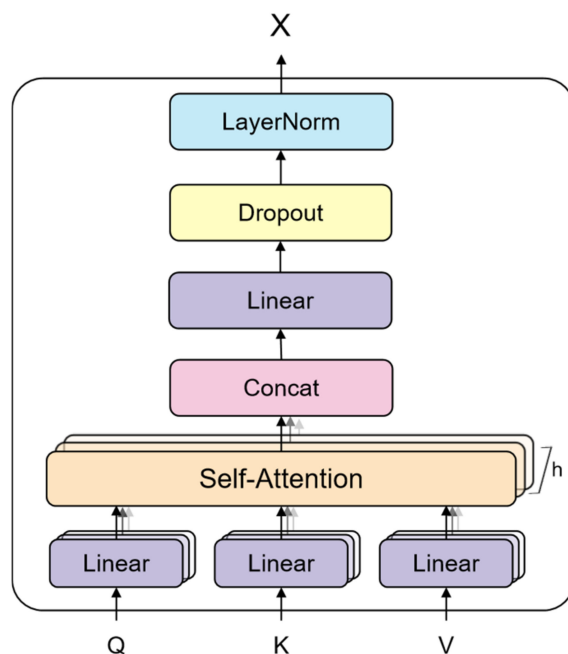 X
LayerNorm
Dropout
Linear
Concat
Self-Attention
h
Linear Linear Linear
Q K V